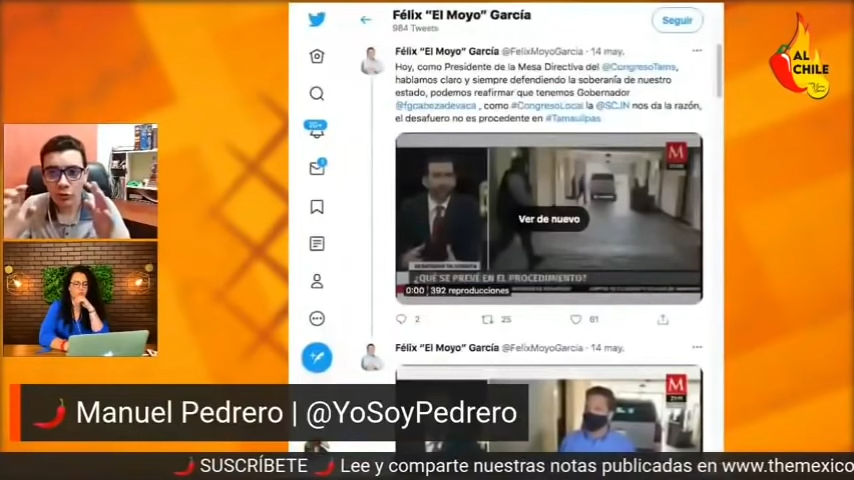 Félix "El Moyo" García
984 Tweets
Seguir
AL
CHILE
Félix "El Moyo" García @FelixMoyoGarcia · 14 may.
Hoy, como Presidente de la Mesa Directiva del @CongresoTams,
hablamos claro y siempre defendiendo la soberanía de nuestro
estado, podemos reafirmar que tenemos Gobernador
@fgcabezadevaca , como #CongresoLocal la @SCJN nos da la razón,
el desafuero no es procedente en #Tamaulipas
20+
1
M
Ver de nuevo
¿QUÉ SE PREVÉ EN EL PROCEDIMIENTO?
0:00 392 reproducciones
2 25 61
Félix "El Moyo" García @FelixMoyoGarcia · 14 may.
M
Manuel Pedrero | @YoSoyPedrero
SUSCRÍBETE Lee y comparte nuestras notas publicadas en www.themexico